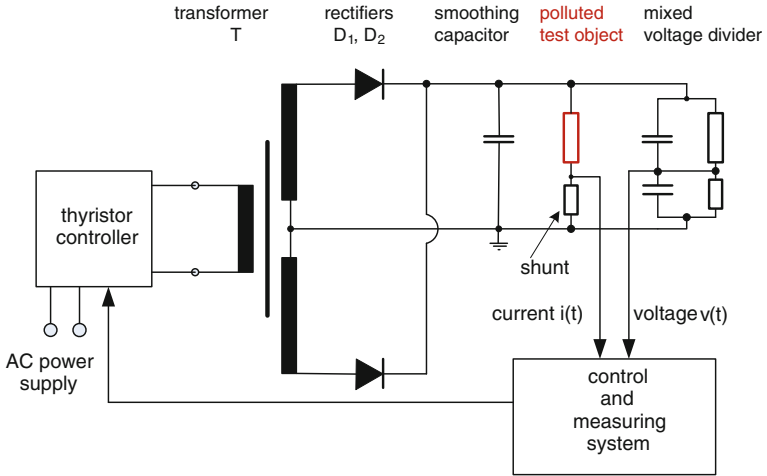 transformer
T
rectifiers
D₁, D₂
smoothing
capacitor
polluted
test object
mixed
voltage divider
thyristor
controller
shunt
current i(t)
voltage v(t)
AC power
supply
control
and
measuring
system